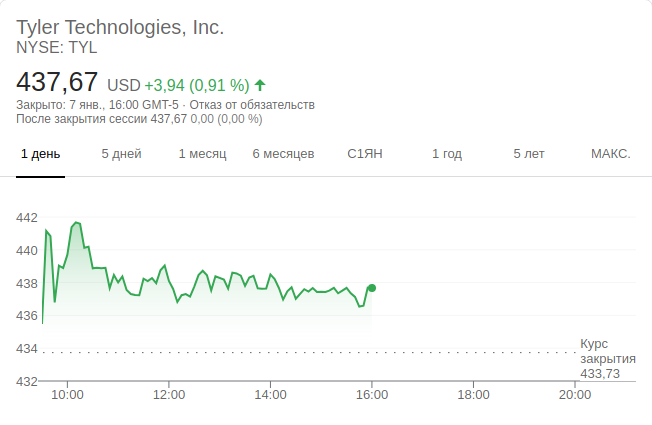 Tyler Technologies, Inc.
NYSE: TYL
437,67 USD +3,94 (0,91 %)
Закрыто: 7 янв., 16:00 GMT-5 · Отказ от обязательств
После закрытия сессии 437,67 0,00 (0,00 %)
1 день 5 дней 1 месяц 6 месяцев С1ЯН 1 год 5 лет МАКС.
442
440
438
436
434
432
Курс
закрытия
433,73
10:00 12:00 14:00 16:00 18:00 20:00